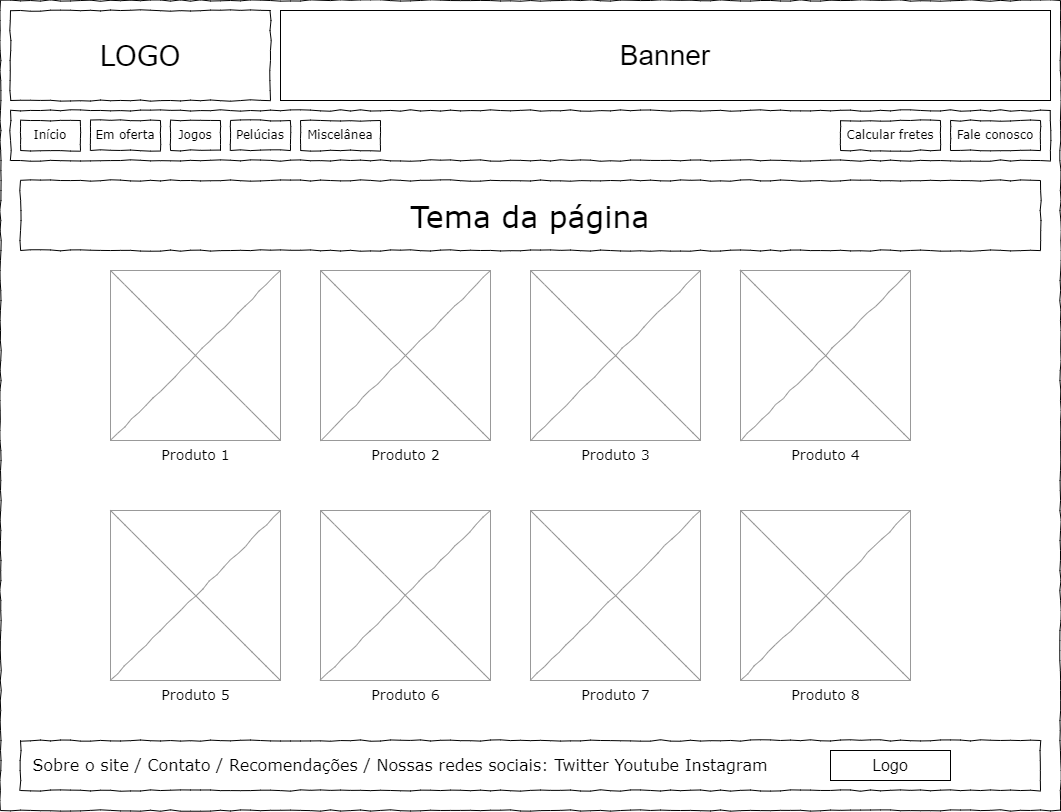 LOGO
Banner
Início
Em oferta
Jogos
Pelúcias
Miscelânea
Calcular fretes
Fale conosco
Tema da página
Produto 1
Produto 2
Produto 3
Produto 4
Produto 5
Produto 6
Produto 7
Produto 8
Sobre o site / Contato / Recomendações / Nossas redes sociais: Twitter Youtube Instagram
Logo